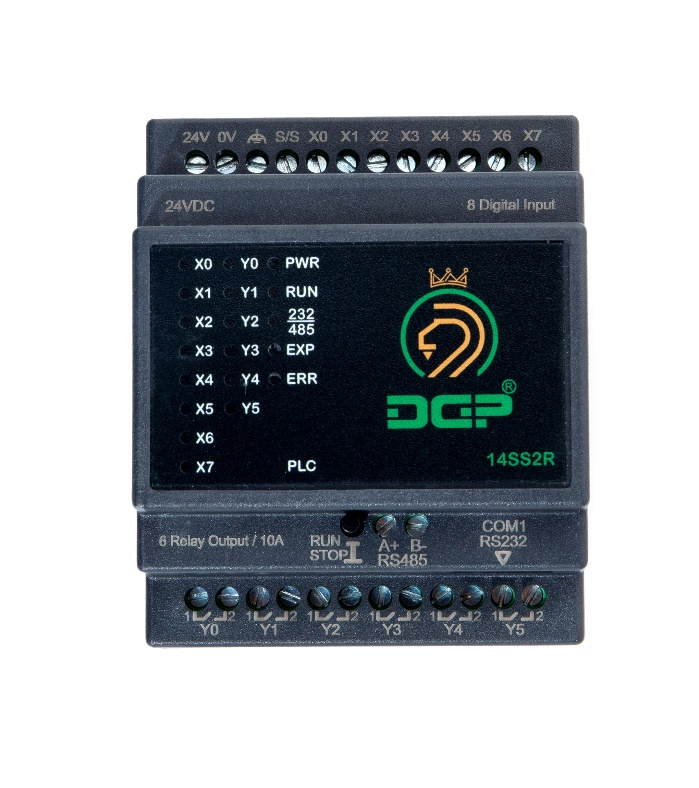 24V 0V S/S X0 X1 X2 X3 X4 X5 X6 X7
24VDC 8 Digital Input
X0 Y0 PWR
X1 Y1 RUN
X2 Y2 232
485
X3 Y3 EXP
X4 Y4 ERR
X5 Y5
X6
X7 PLC
DGP®
14SS2R
6 Relay Output / 10A
RUN
STOP
A+ B-
RS485
COM1
RS232
1 2 1 2 1 2 1 2 1 2 1 2
Y0 Y1 Y2 Y3 Y4 Y5